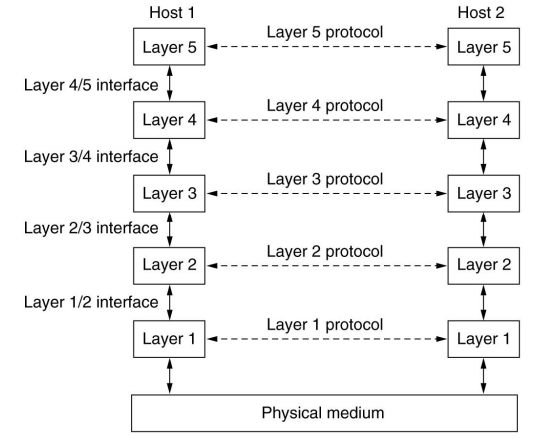 Host 1
Host 2
Layer 5
Layer 5 protocol
Layer 5
Layer 4/5 interface
Layer 4
Layer 4 protocol
Layer 4
Layer 3/4 interface
Layer 3
Layer 3 protocol
Layer 3
Layer 2/3 interface
Layer 2
Layer 2 protocol
Layer 2
Layer 1/2 interface
Layer 1
Layer 1 protocol
Layer 1
Physical medium